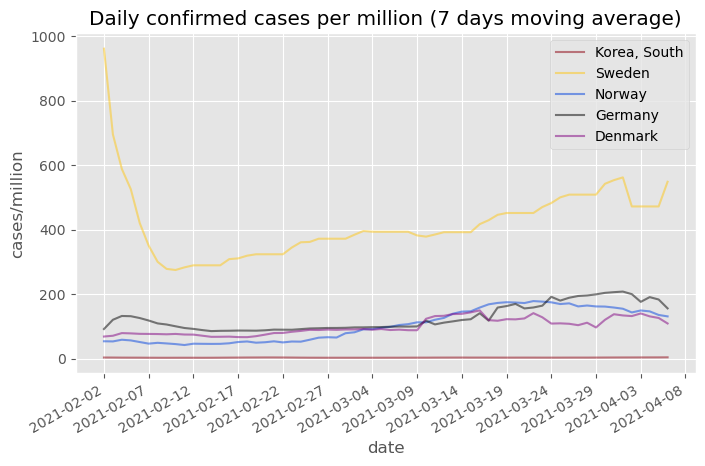 Daily confirmed cases per million (7 days moving average)
1000
800
600
400
200
0
cases/million
Korea, South
Sweden
Norway
Germany
Denmark
2021-02-02
2021-02-07
2021-02-12
2021-02-17
2021-02-22
2021-02-27
2021-03-04
2021-03-09
2021-03-14
2021-03-19
2021-03-24
2021-03-29
2021-04-03
2021-04-08
date